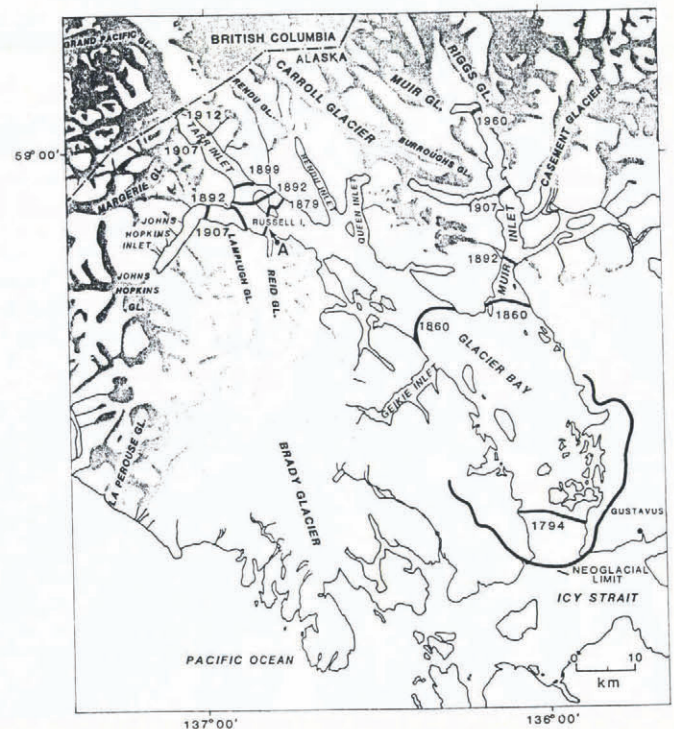 GRAND PACIFIC GL.
BRITISH COLUMBIA
ALASKA
RENDU GL.
CARROLL GLACIER
MUIR GL.
RIGGS GL.
CASEMENT GLACIER
BURROUGHS GL.
1960
1912
TARR INLET
59° 00'
1907
MARGERIE GL.
1899
1892
1892
1879
RENDU INLET
QUEEN INLET
1907
MUIR INLET
JOHNS
HOPKINS
INLET
1907
RUSSELL I.
A
LAMPLUGH GL.
REID GL.
1892
JOHNS
HOPKINS
GL.
1860
1860
GLACIER BAY
GEIKIE INLET
LA PEROUSE GL.
BRADY GLACIER
1794
GUSTAVUS
NEOGLACIAL
LIMIT
ICY STRAIT
PACIFIC OCEAN
0 10
km
137° 00'
136° 00'